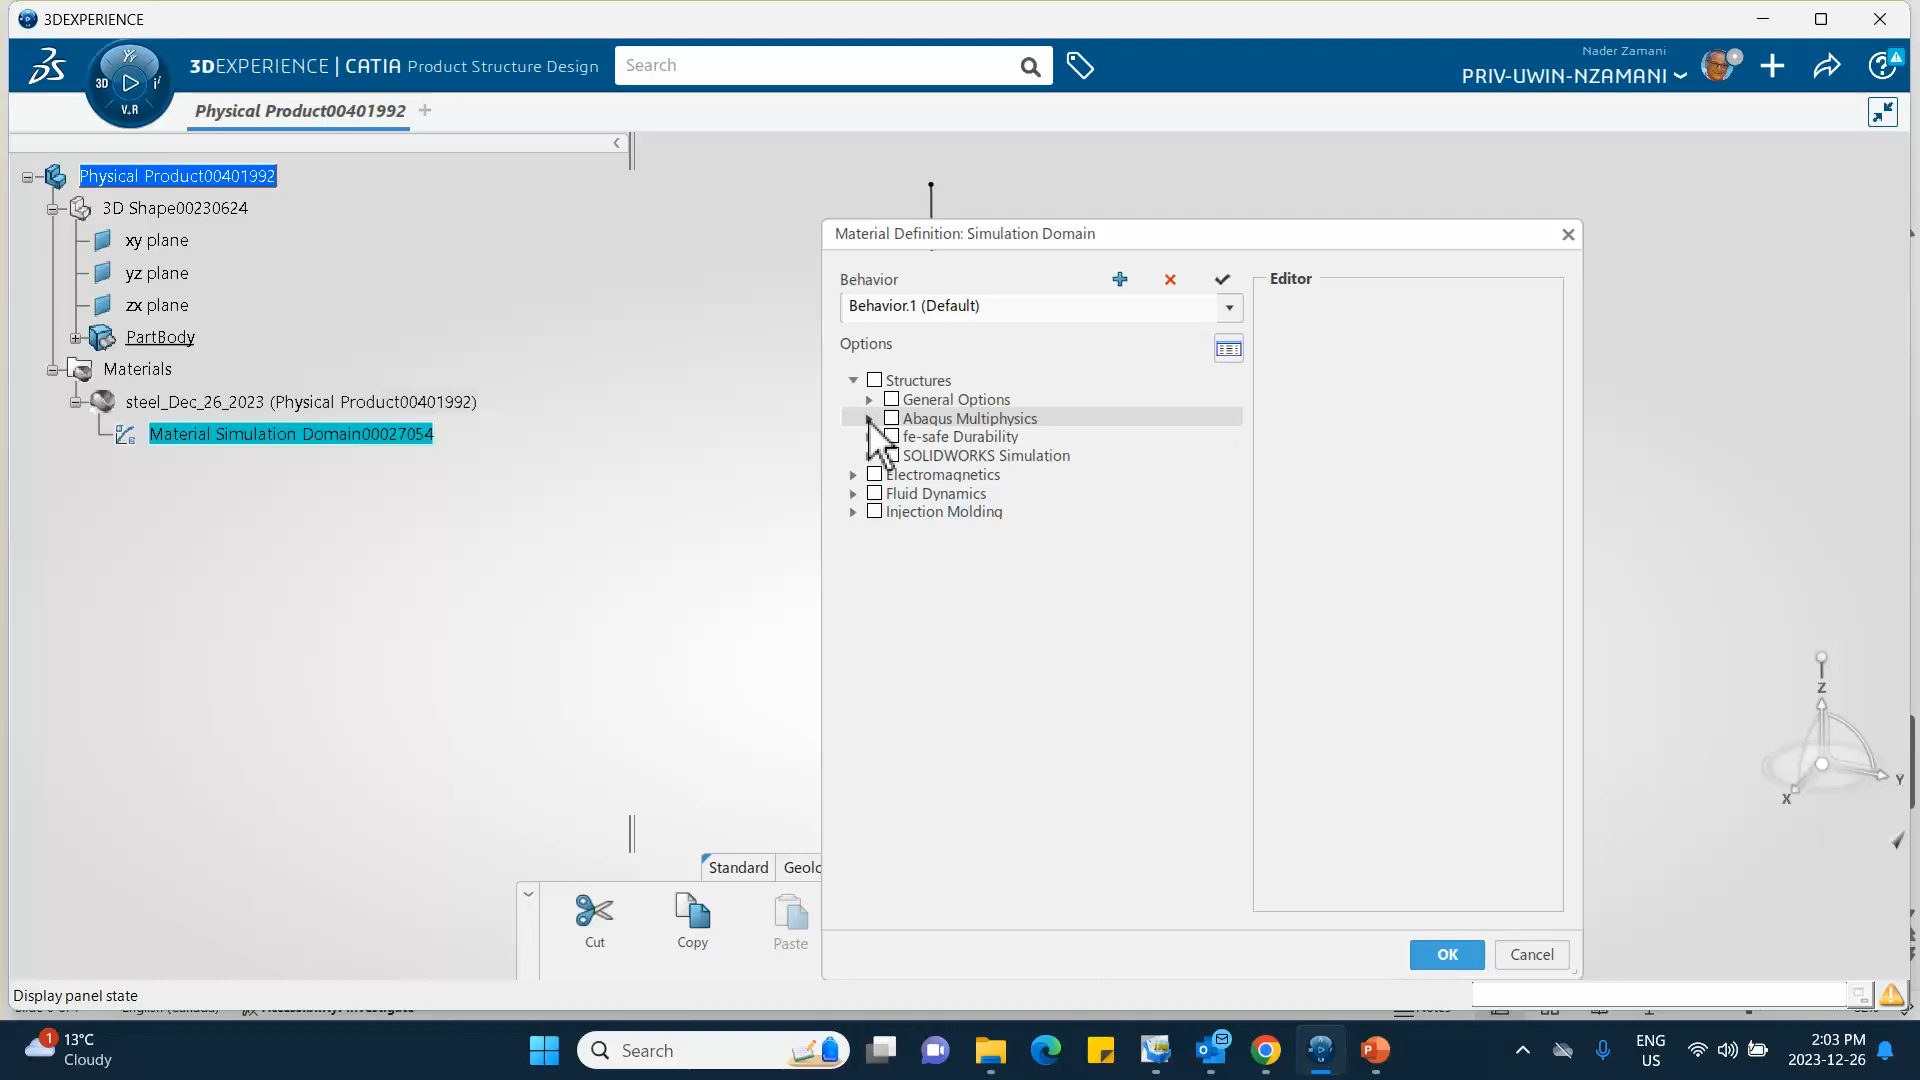 3DEXPERIENCE
3DEXPERIENCE | CATIA Product Structure Design
Search
Nader Zamani
PRIV-UWIN-NZAMANI
3D
V.R
Physical Product00401992
Physical Product00401992
3D Shape00230624
xy plane
yz plane
zx plane
PartBody
Materials
steel_Dec_26_2023 (Physical Product00401992)
Material Simulation Domain00027054
Material Definition: Simulation Domain
Behavior
Behavior.1 (Default)
Options
Structures
General Options
Abaqus Multiphysics
fe-safe Durability
SOLIDWORKS Simulation
Electromagnetics
Fluid Dynamics
Injection Molding
Editor
OK
Cancel
Z
Y
X
Standard
Geolo
Cut
Copy
Paste
Display panel state
1
13°C
Cloudy
Search
ENG
US
2:03 PM
2023-12-26